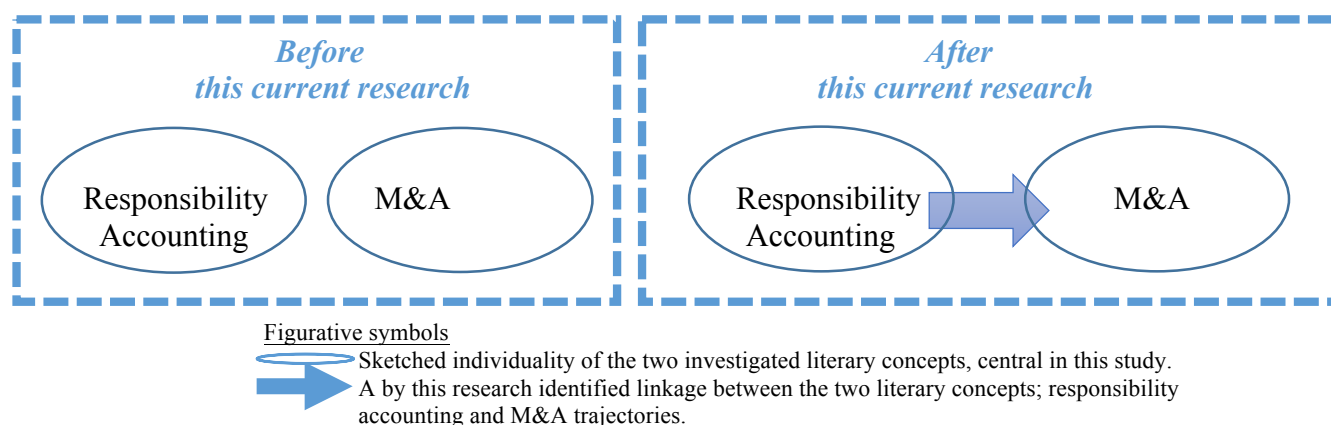 Before
this current research
Responsibility
Accounting
M&A
After
this current research
Responsibility
Accounting
M&A
Figurative symbols
Sketched individuality of the two investigated literary concepts, central in this study.
A by this research identified linkage between the two literary concepts; responsibility
accounting and M&A trajectories.